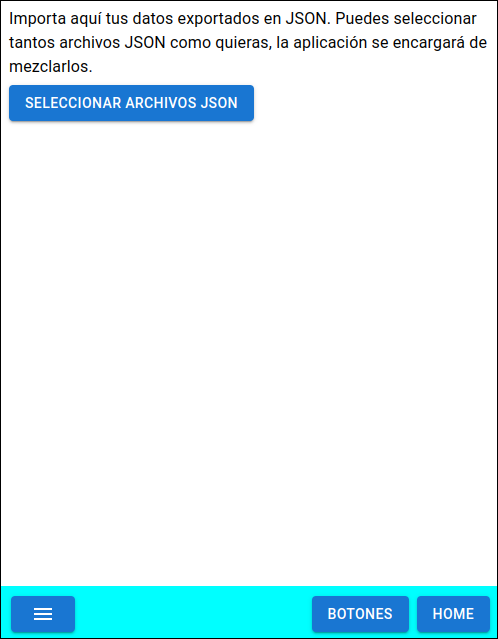 Importa aquí tus datos exportados en JSON. Puedes seleccionar
tantos archivos JSON como quieras, la aplicación se encargará de
mezclarlos.
SELECCIONAR ARCHIVOS JSON
BOTONES HOME